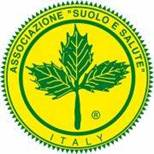 ASSOCIAZIONE "SUOLO E SALUTE"
®
ITALY